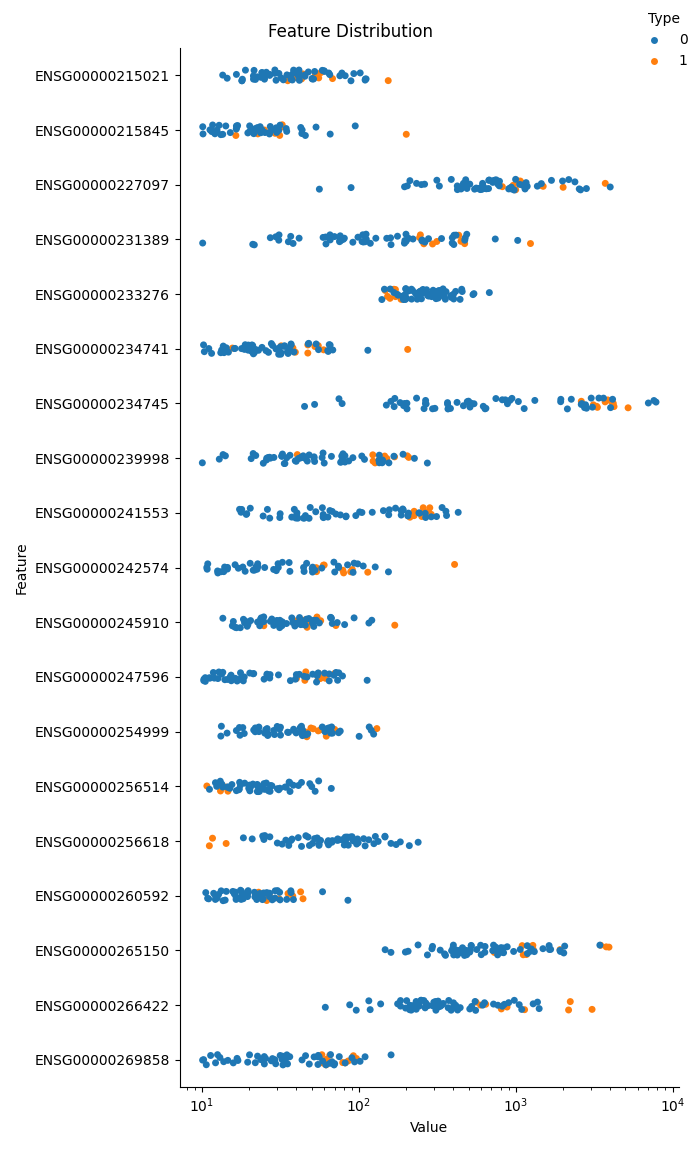 Feature Distribution
Type
0
1
ENSG00000215021
ENSG00000215845
ENSG00000227097
ENSG00000231389
ENSG00000233276
ENSG00000234741
ENSG00000234745
ENSG00000239998
ENSG00000241553
ENSG00000242574
ENSG00000245910
ENSG00000247596
ENSG00000254999
ENSG00000256514
ENSG00000256618
ENSG00000260592
ENSG00000265150
ENSG00000266422
ENSG00000269858
Feature
10¹ 10² 10³ 10⁴
Value